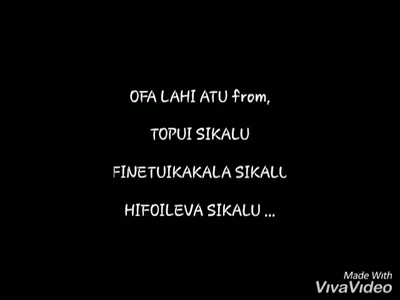 OFA LAHI ATU from,
TOPUI SIKALU
FINETUIKAKALA SIKALU
HIFOILEVA SIKALU ...
Made With
VivaVideo